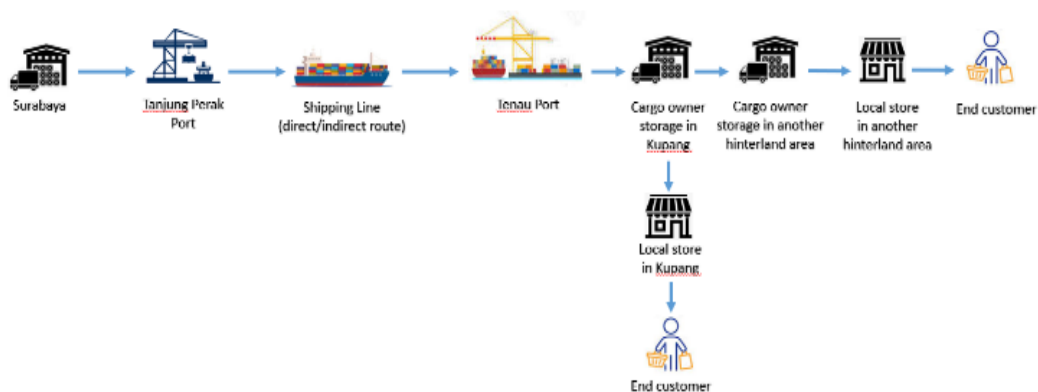 Surabaya
Tanjung Perak
Port
Shipping Line
(direct/indirect route)
Tenau Port
Cargo owner
storage in
Kupang
Cargo owner
storage in another
hinterland area
Local store
in another
hinterland area
End customer
Local store
in Kupang
End customer